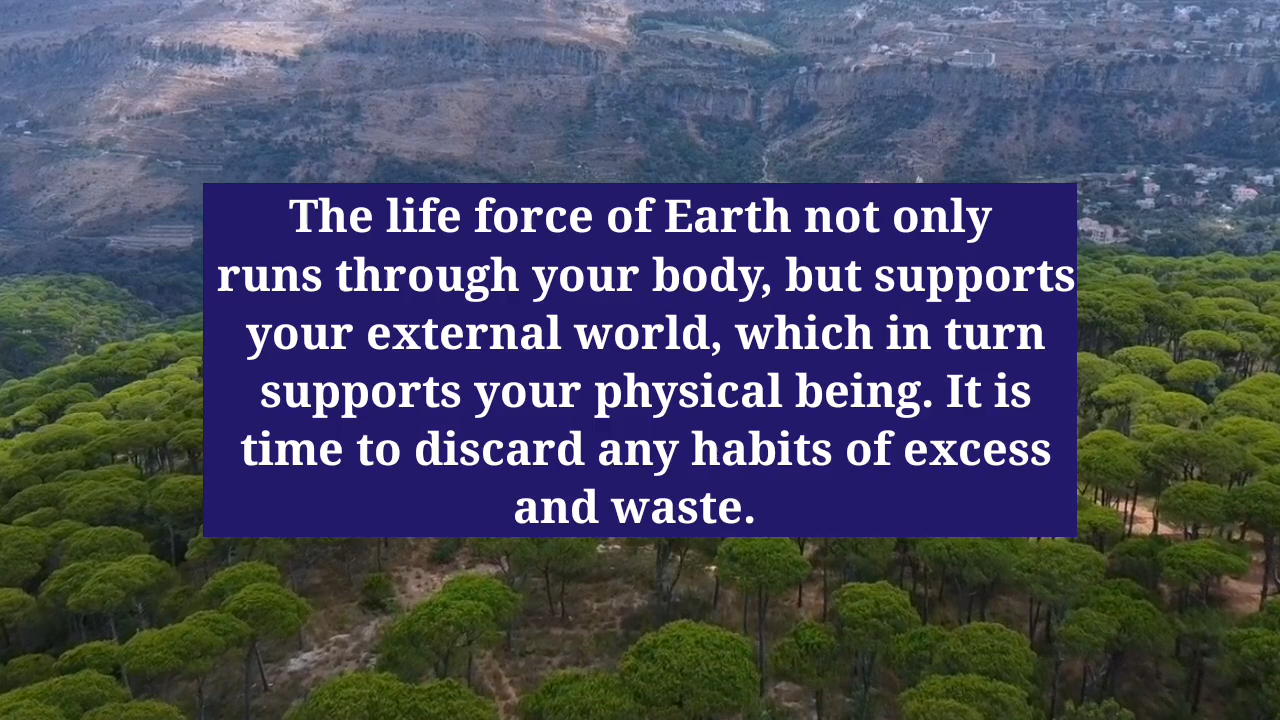 The life force of Earth not only
runs through your body, but supports
your external world, which in turn
supports your physical being. It is
time to discard any habits of excess
and waste.